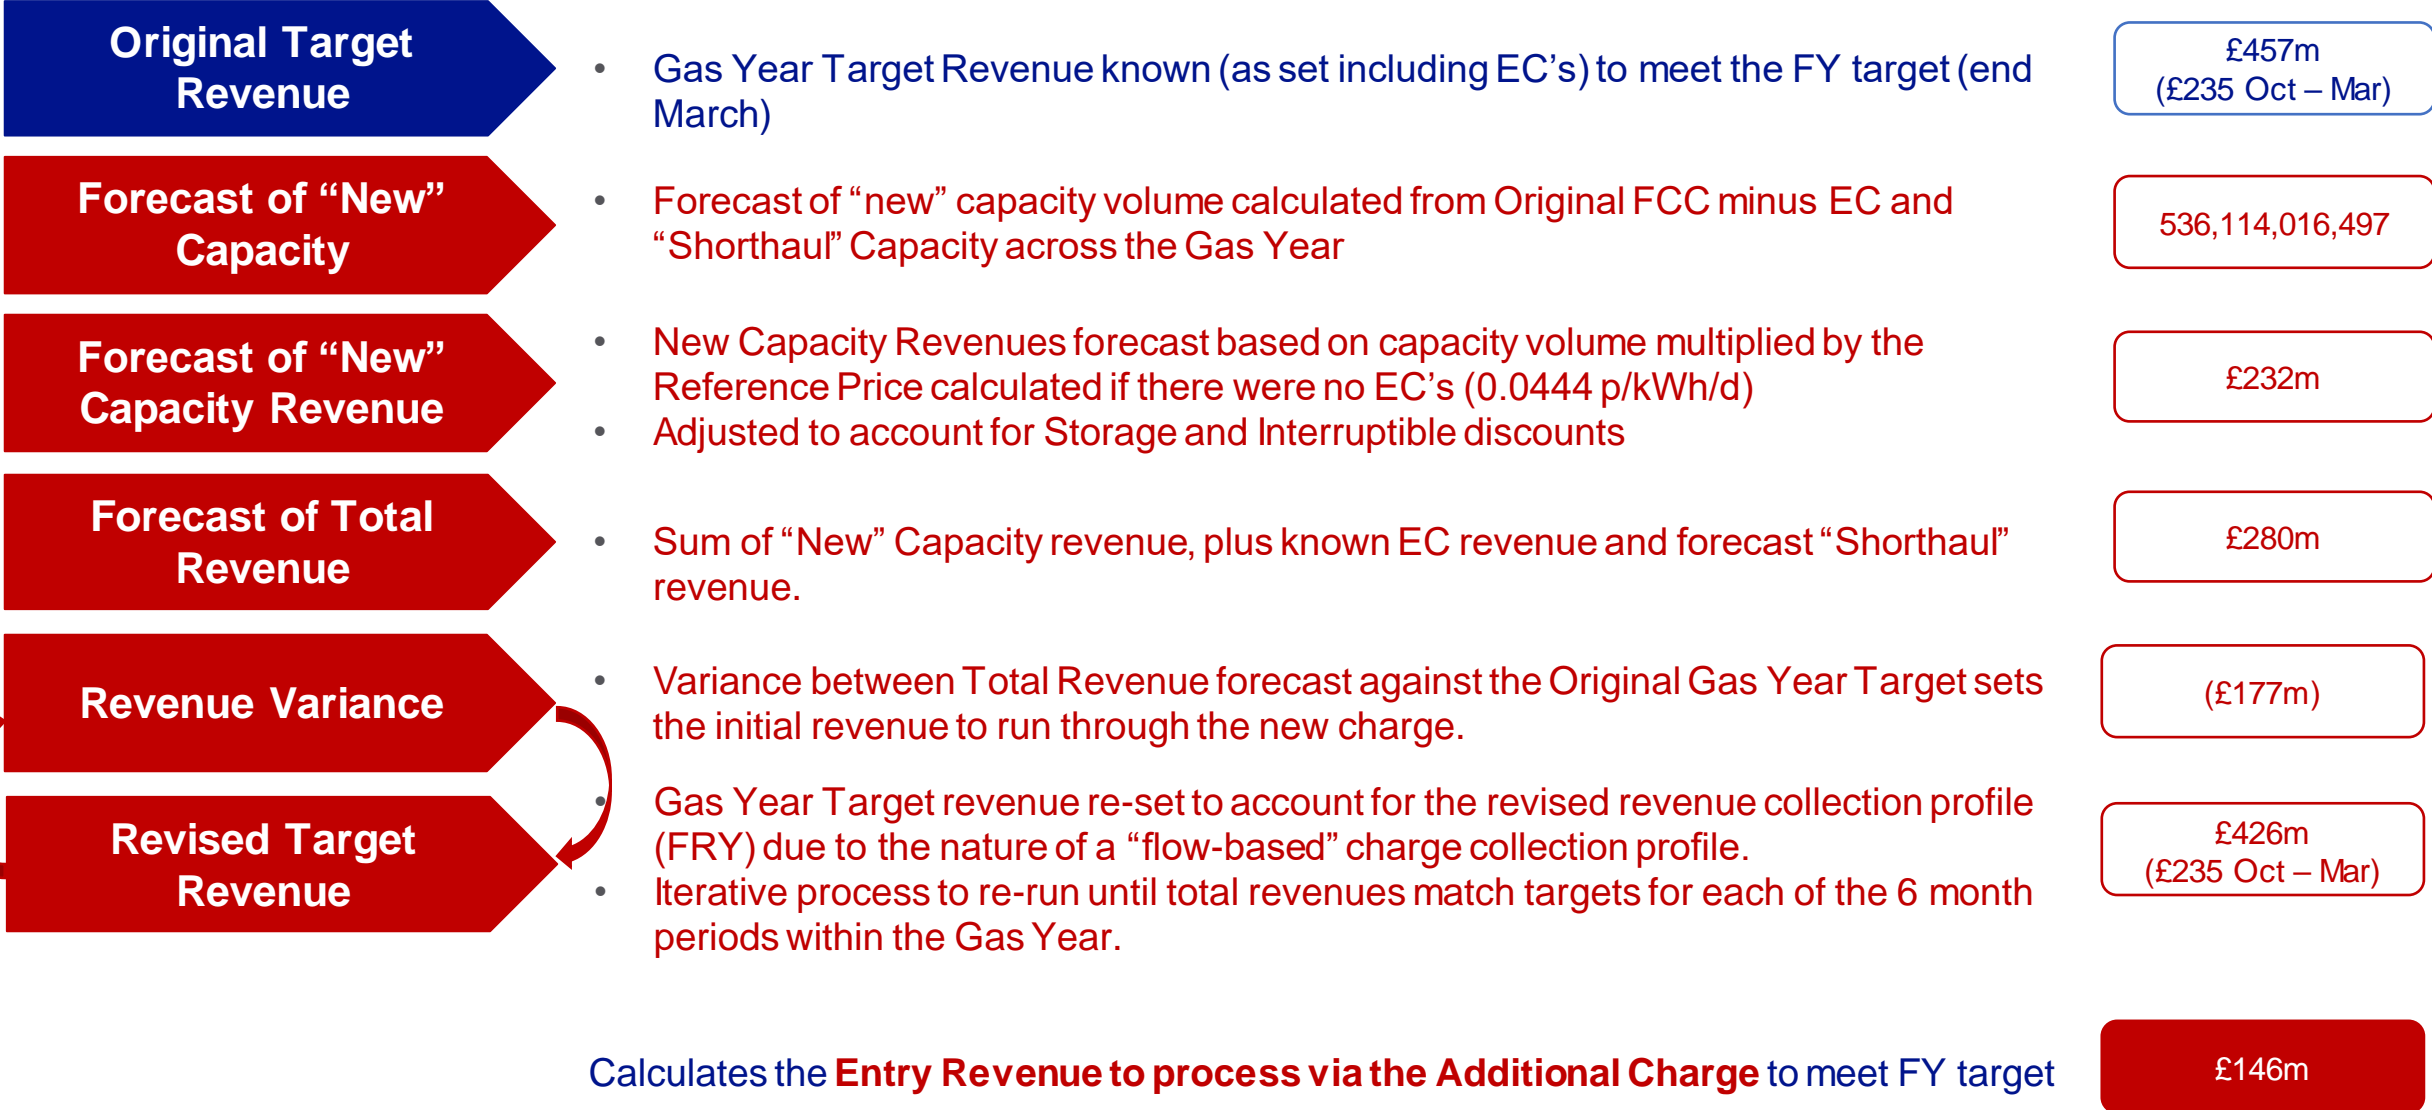 Original Target
Revenue
• Gas Year Target Revenue known (as set including EC's) to meet the FY target (end
March)
£457m
(£235 Oct – Mar)
Forecast of “New”
Capacity
• Forecast of “new” capacity volume calculated from Original FCC minus EC and
“Shorthaul” Capacity across the Gas Year
536,114,016,497
Forecast of “New”
Capacity Revenue
• New Capacity Revenues forecast based on capacity volume multiplied by the
Reference Price calculated if there were no EC's (0.0444 p/kWh/d)
• Adjusted to account for Storage and Interruptible discounts
£232m
Forecast of Total
Revenue
• Sum of “New” Capacity revenue, plus known EC revenue and forecast “Shorthaul”
revenue.
£280m
Revenue Variance
• Variance between Total Revenue forecast against the Original Gas Year Target sets
the initial revenue to run through the new charge.
(£177m)
Revised Target
Revenue
• Gas Year Target revenue re-set to account for the revised revenue collection profile
(FRY) due to the nature of a “flow-based” charge collection profile.
• Iterative process to re-run until total revenues match targets for each of the 6 month
periods within the Gas Year.
£426m
(£235 Oct – Mar)
Calculates the Entry Revenue to process via the Additional Charge to meet FY target
£146m